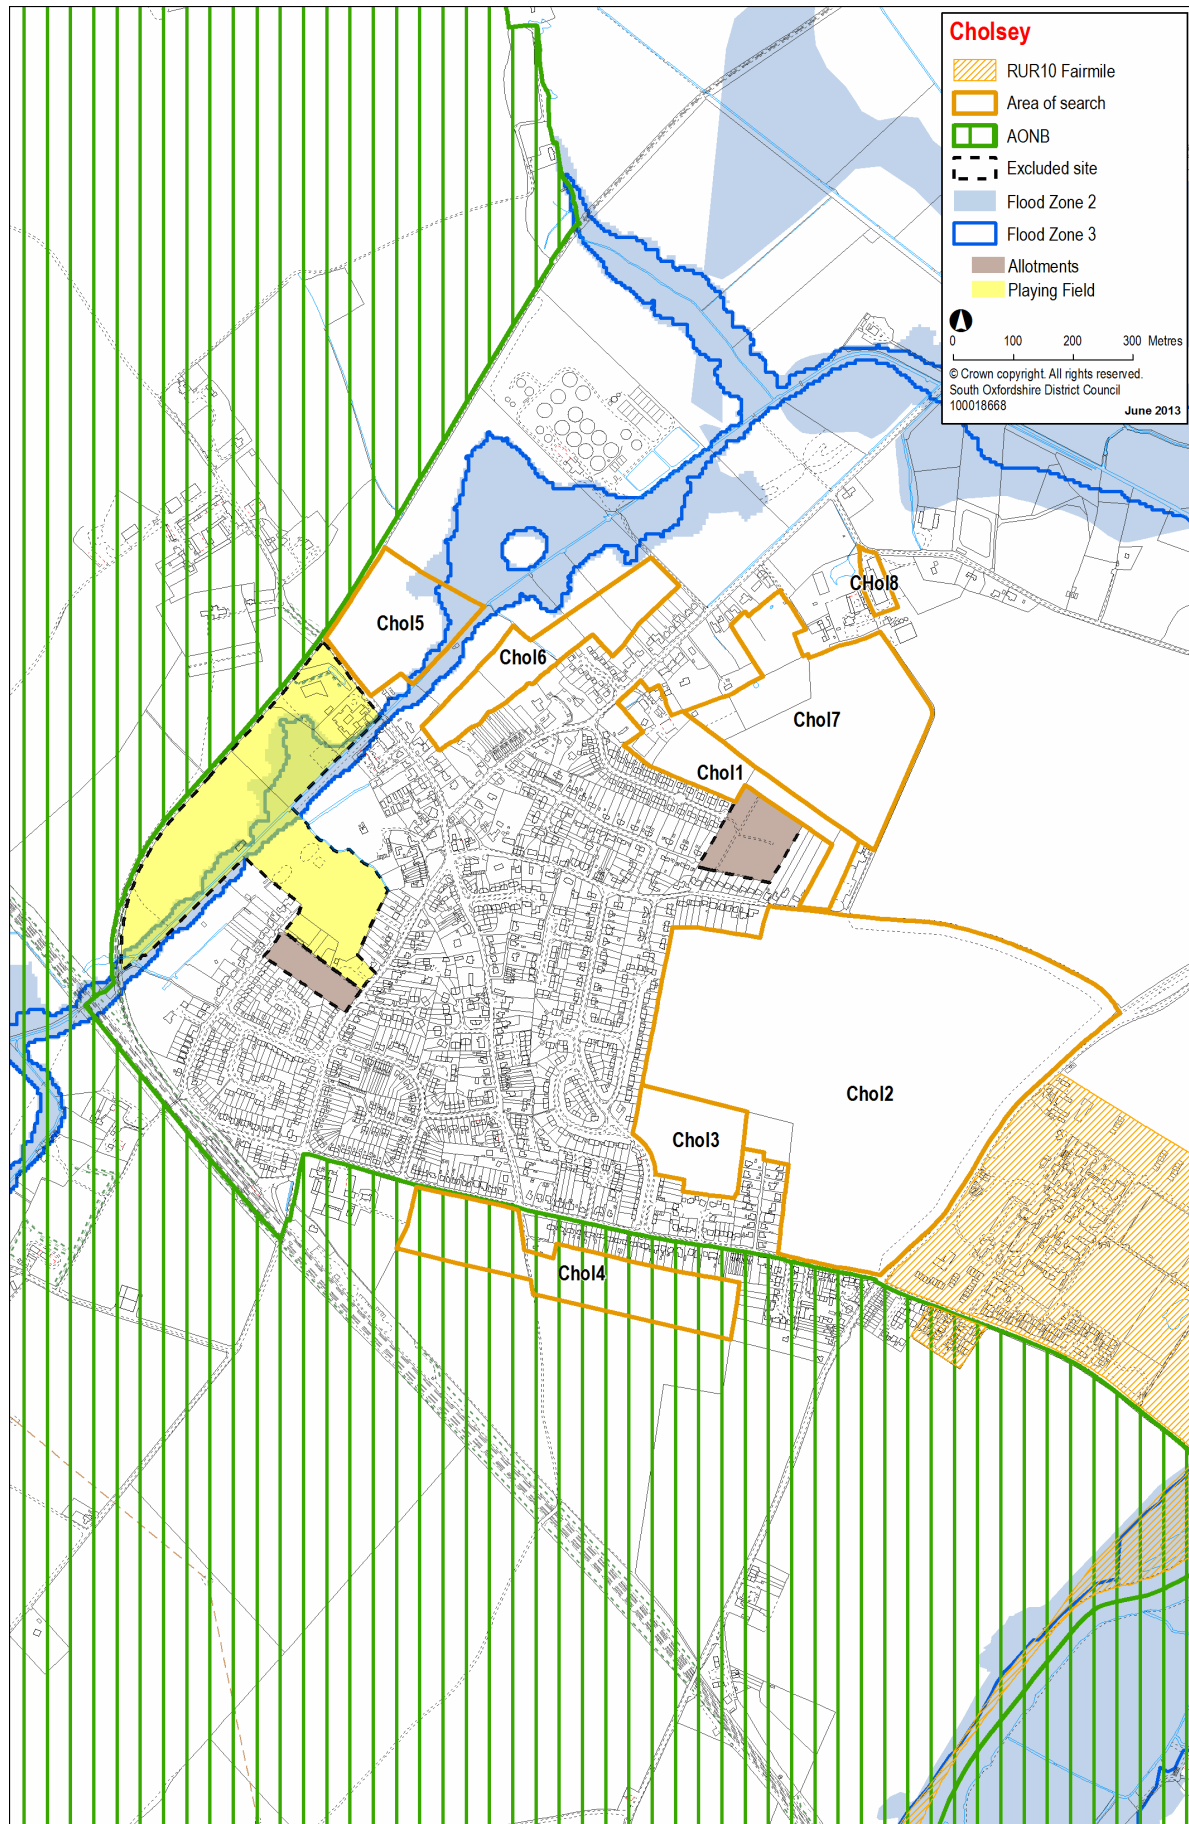 Cholsey
RUR10 Fairmile
Area of search
AONB
Excluded site
Flood Zone 2
Flood Zone 3
Allotments
Playing Field
0 100 200 300 Metres
© Crown copyright. All rights reserved.
South Oxfordshire District Council
100018668
June 2013
CHol8
Chol5
Chol6
Chol7
Chol1
Chol2
Chol3
Chol4